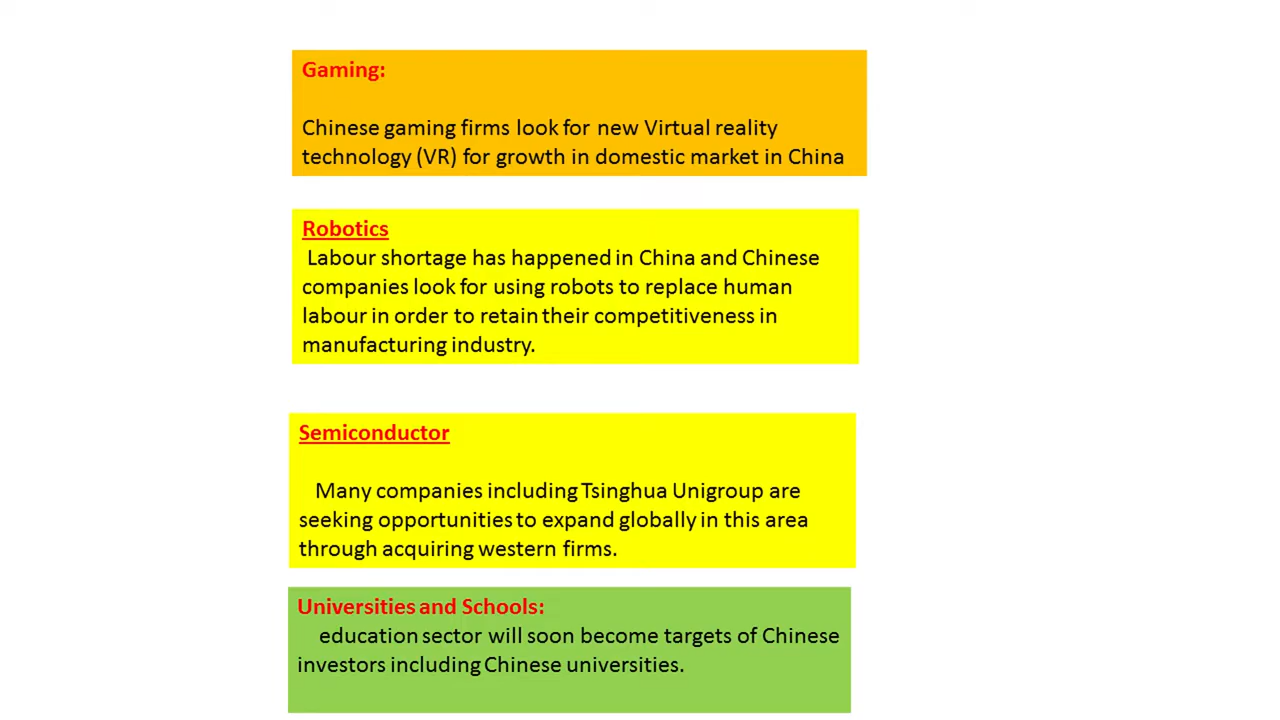 Gaming:
Chinese gaming firms look for new Virtual reality
technology (VR) for growth in domestic market in China
Robotics
Labour shortage has happened in China and Chinese
companies look for using robots to replace human
labour in order to retain their competitiveness in
manufacturing industry.
Semiconductor
Many companies including Tsinghua Unigroup are
seeking opportunities to expand globally in this area
through acquiring western firms.
Universities and Schools:
education sector will soon become targets of Chinese
investors including Chinese universities.